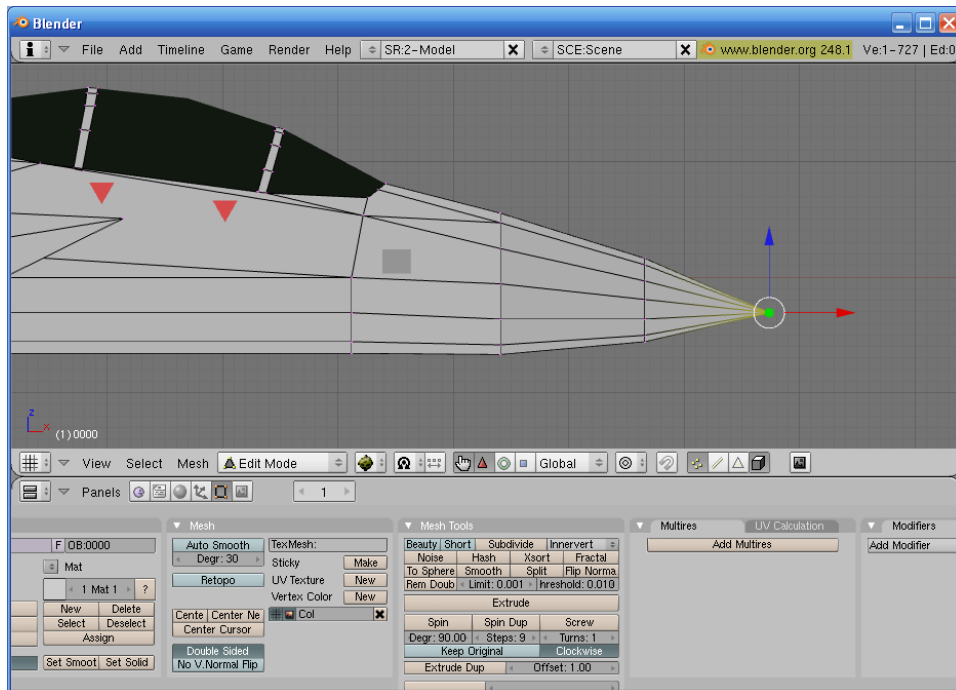 Blender
File Add Timeline Game Render Help SR:2-Model SCE:Scene www.blender.org 248.1 Ve:1-727 | Ed:0
z
x
(1) 0000
View Select Mesh Edit Mode Global
Panels 1
Mesh Mesh Tools Multires UV Calculation Modifiers
F OB:0000 Auto Smooth TexMesh: Beauty Short Subdivide Innervert Add Multires Add Modifier
Degr: 30 Sticky Make Noise Hash Xsort Fractal
Mat Retopo UV Texture New To Sphere Smooth Split Flip Norma
1 Mat 1 ? Vertex Color New Rem Doub Limit: 0.001 hreshold: 0.010
New Delete Cente Center Ne Col Extrude
Select Deselect Center Cursor Spin Spin Dup Screw
Assign Degr: 90.00 Steps: 9 Turns: 1
Double Sided Keep Original Clockwise
Set Smoot Set Solid No V.Normal Flip Extrude Dup Offset: 1.00